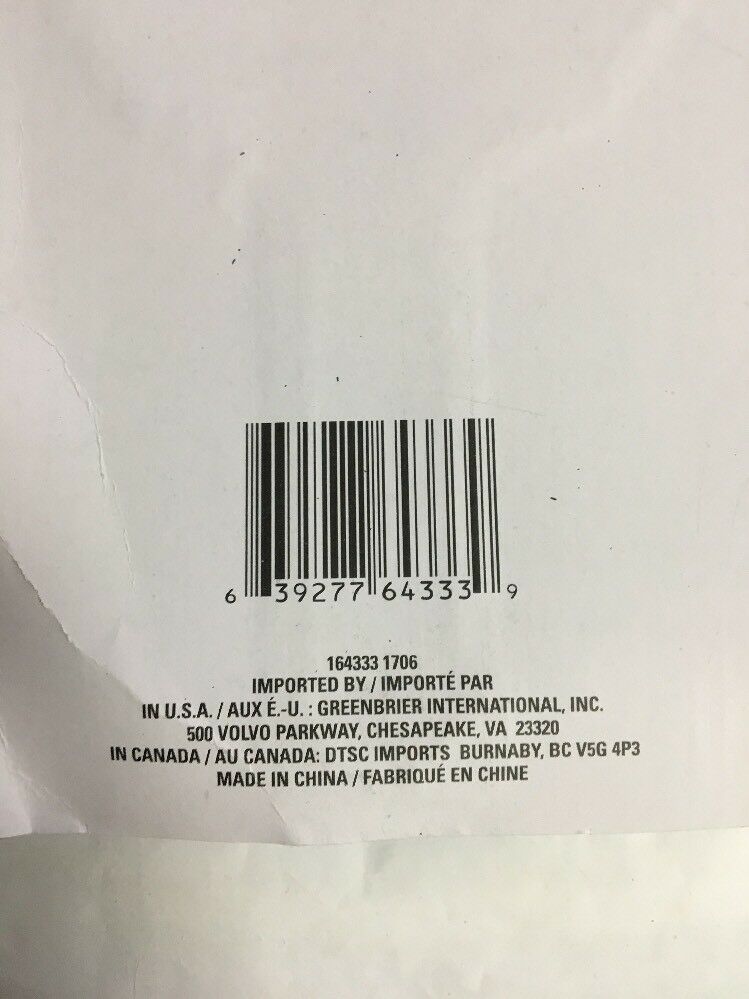 6 39277 64333 9
164333 1706
IMPORTED BY / IMPORTÉ PAR
IN U.S.A. / AUX É.-U. : GREENBRIER INTERNATIONAL, INC.
500 VOLVO PARKWAY, CHESAPEAKE, VA 23320
IN CANADA / AU CANADA: DTSC IMPORTS BURNABY, BC V5G 4P3
MADE IN CHINA / FABRIQUÉ EN CHINE